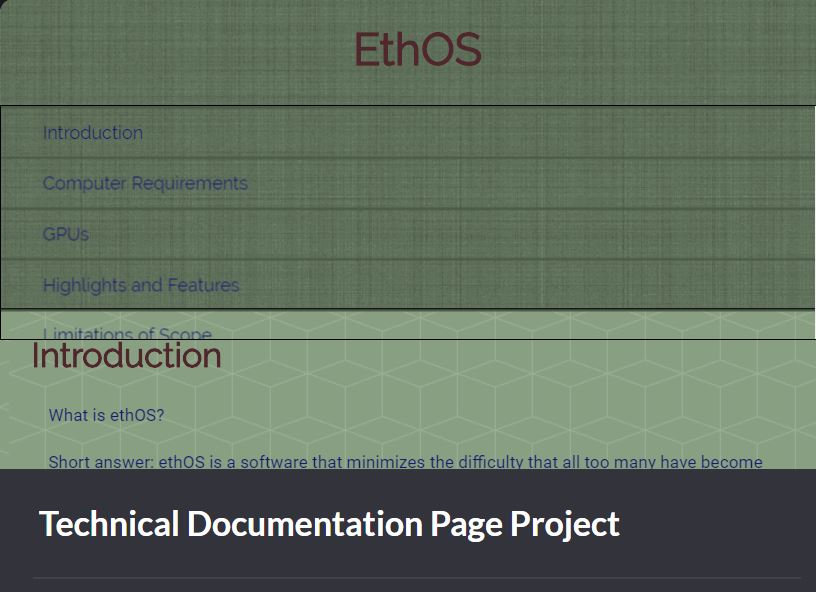 EthOS
Introduction
Computer Requirements
GPUs
Highlights and Features
Limitations of Scope
Introduction
What is ethOS?
Short answer: ethOS is a software that minimizes the difficulty that all too many have become
Technical Documentation Page Project